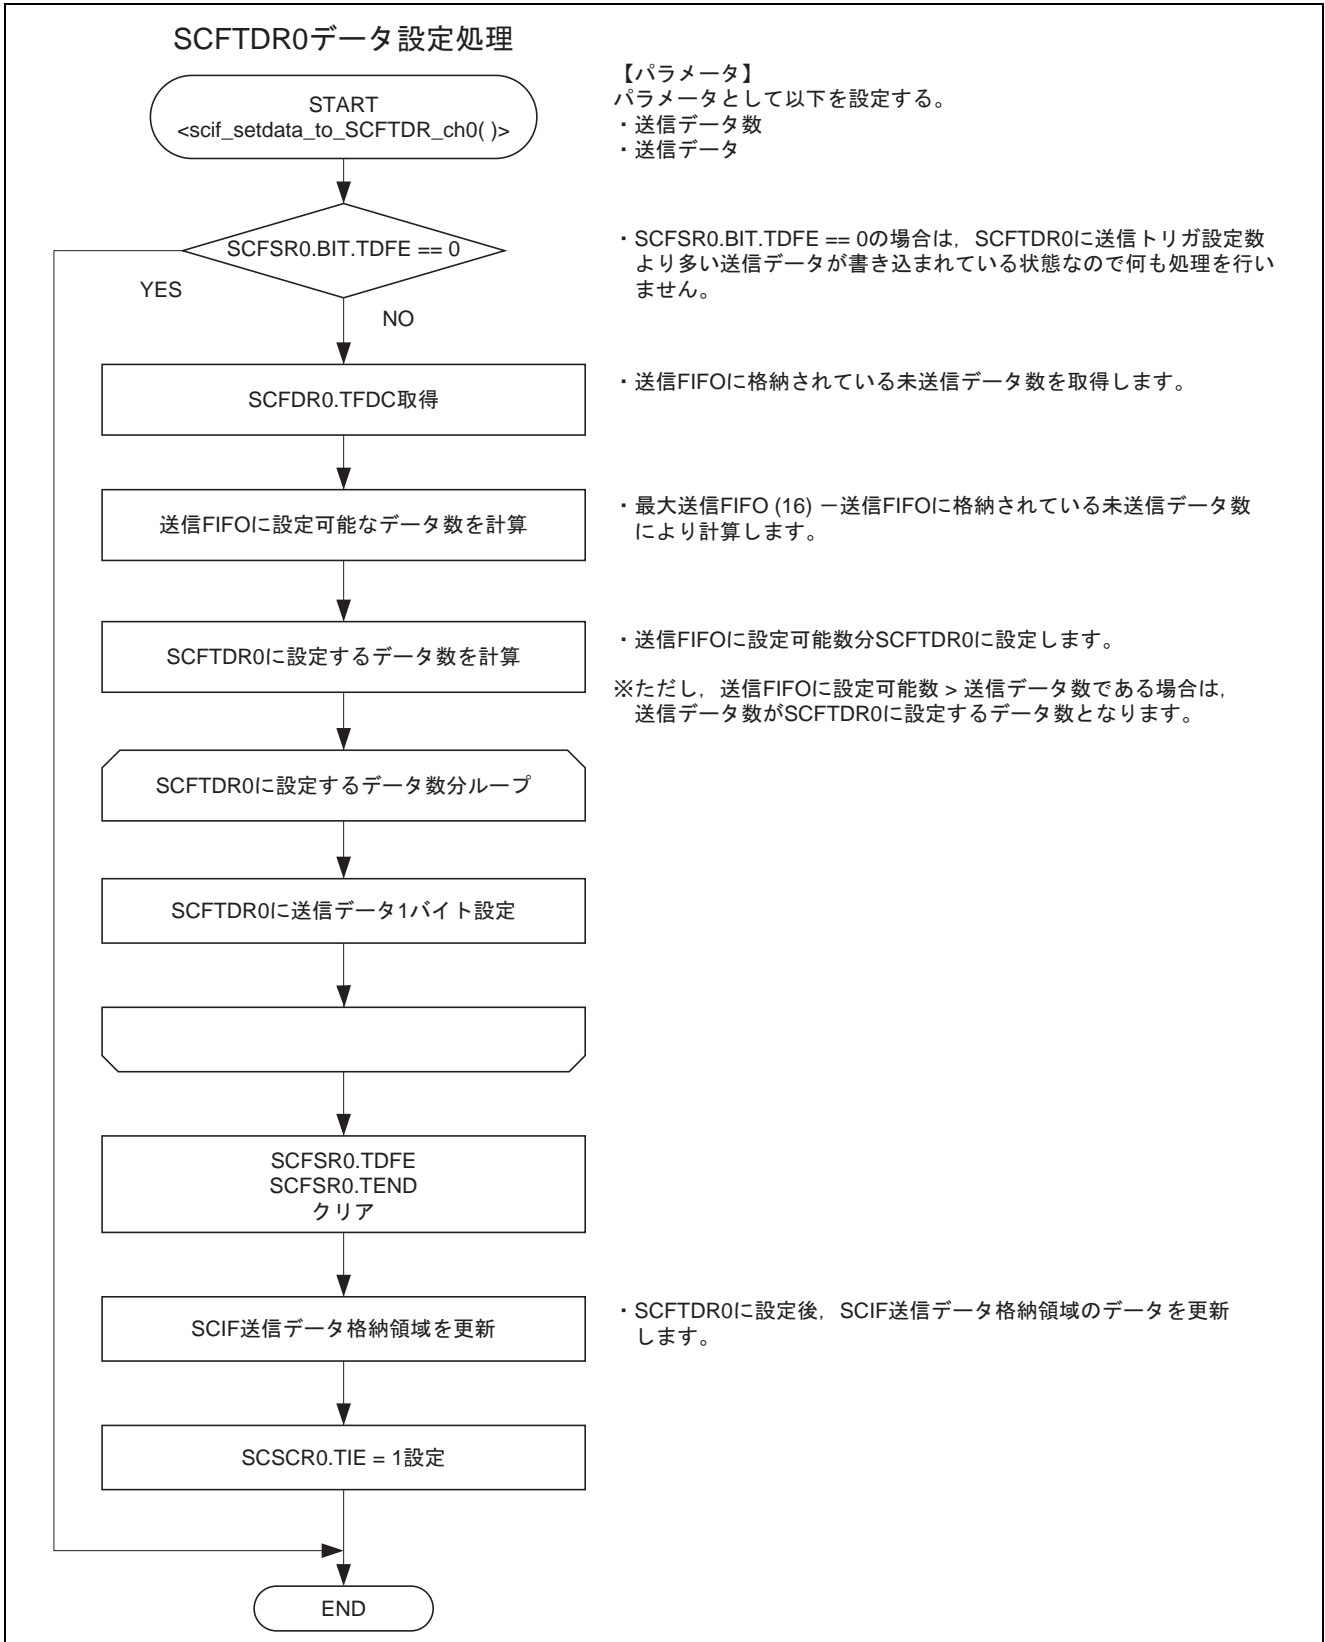 SCFTDR0データ設定処理
START
<scif_setdata_to_SCFTDR_ch0( )>
【パラメータ】
パラメータとして以下を設定する。
・送信データ数
・送信データ
SCFSR0.BIT.TDFE == 0
YES
NO
・SCFSR0.BIT.TDFE == 0の場合は，SCFTDR0に送信トリガ設定数
より多い送信データが書き込まれている状態なので何も処理を行い
ません。
SCFDR0.TFDC取得
・送信FIFOに格納されている未送信データ数を取得します。
送信FIFOに設定可能なデータ数を計算
・最大送信FIFO (16) －送信FIFOに格納されている未送信データ数
により計算します。
SCFTDR0に設定するデータ数を計算
・送信FIFOに設定可能数分SCFTDR0に設定します。
※ただし，送信FIFOに設定可能数 > 送信データ数である場合は，
送信データ数がSCFTDR0に設定するデータ数となります。
SCFTDR0に設定するデータ数分ループ
SCFTDR0に送信データ1バイト設定
SCFSR0.TDFE
SCFSR0.TEND
クリア
SCIF送信データ格納領域を更新
・SCFTDR0に設定後，SCIF送信データ格納領域のデータを更新
します。
SCSCR0.TIE = 1設定
END